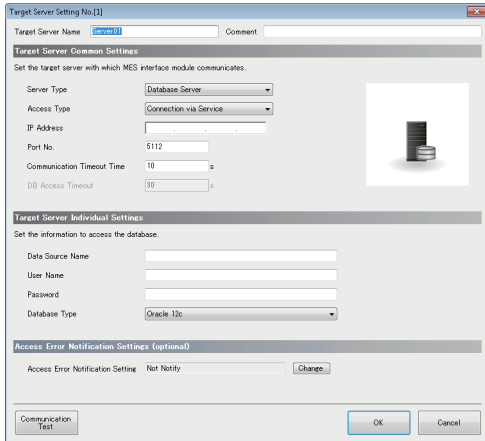 Target Server Setting No.[1]
Target Server Name Server01 Comment
Target Server Common Settings
Set the target server with which MES interface module communicates.
Server Type Database Server
Access Type Connection via Service
IP Address . . .
Port No. 5112
Communication Timeout Time 10 s
DB Access Timeout 30 s
Target Server Individual Settings
Set the information to access the database.
Data Source Name
User Name
Password
Database Type Oracle 12c
Access Error Notification Settings (optional)
Access Error Notification Setting Not Notify Change
Communication
Test
OK Cancel